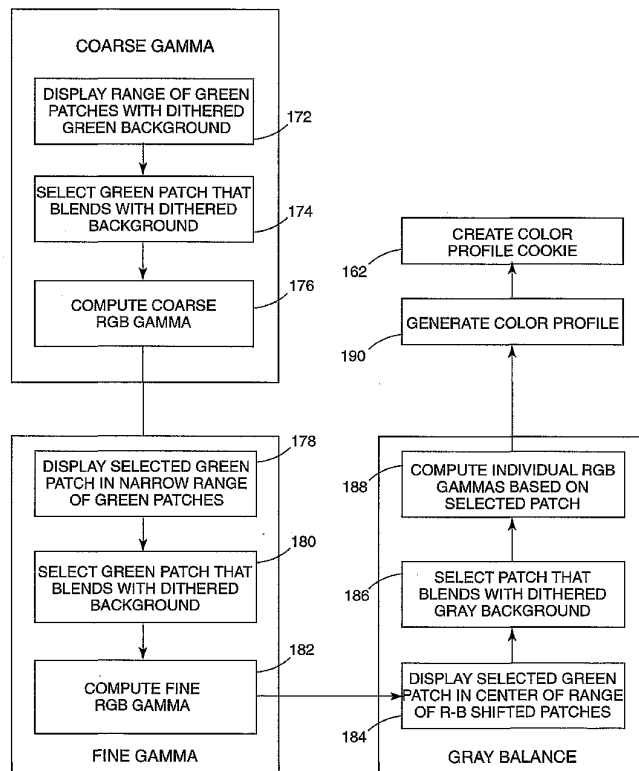 COARSE GAMMA
DISPLAY RANGE OF GREEN
PATCHES WITH DITHERED
GREEN BACKGROUND
172
SELECT GREEN PATCH THAT
BLENDS WITH DITHERED
BACKGROUND
174
COMPUTE COARSE
RGB GAMMA
176
DISPLAY SELECTED GREEN
PATCH IN NARROW RANGE
OF GREEN PATCHES
178
SELECT GREEN PATCH THAT
BLENDS WITH DITHERED
BACKGROUND
180
COMPUTE FINE
RGB GAMMA
182
FINE GAMMA
CREATE COLOR
PROFILE COOKIE
162
GENERATE COLOR PROFILE
190
COMPUTE INDIVIDUAL RGB
GAMMAS BASED ON
SELECTED PATCH
188
SELECT PATCH THAT
BLENDS WITH DITHERED
GRAY BACKGROUND
186
DISPLAY SELECTED GREEN
PATCH IN CENTER OF RANGE
OF R-B SHIFTED PATCHES
184
GRAY BALANCE